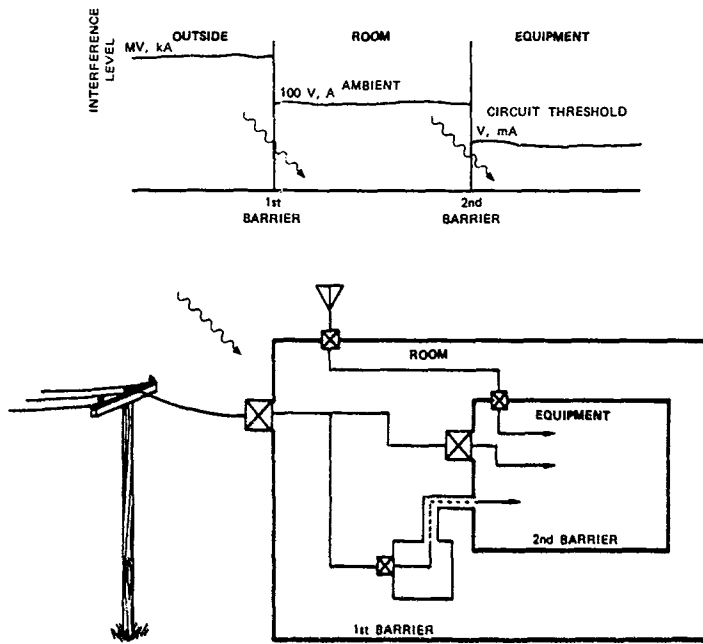 INTERFERENCE
LEVEL
OUTSIDE
ROOM
EQUIPMENT
MV, kA
100 V, A
AMBIENT
CIRCUIT THRESHOLD
V, mA
1st
BARRIER
2nd
BARRIER
ROOM
EQUIPMENT
2nd BARRIER
1st BARRIER